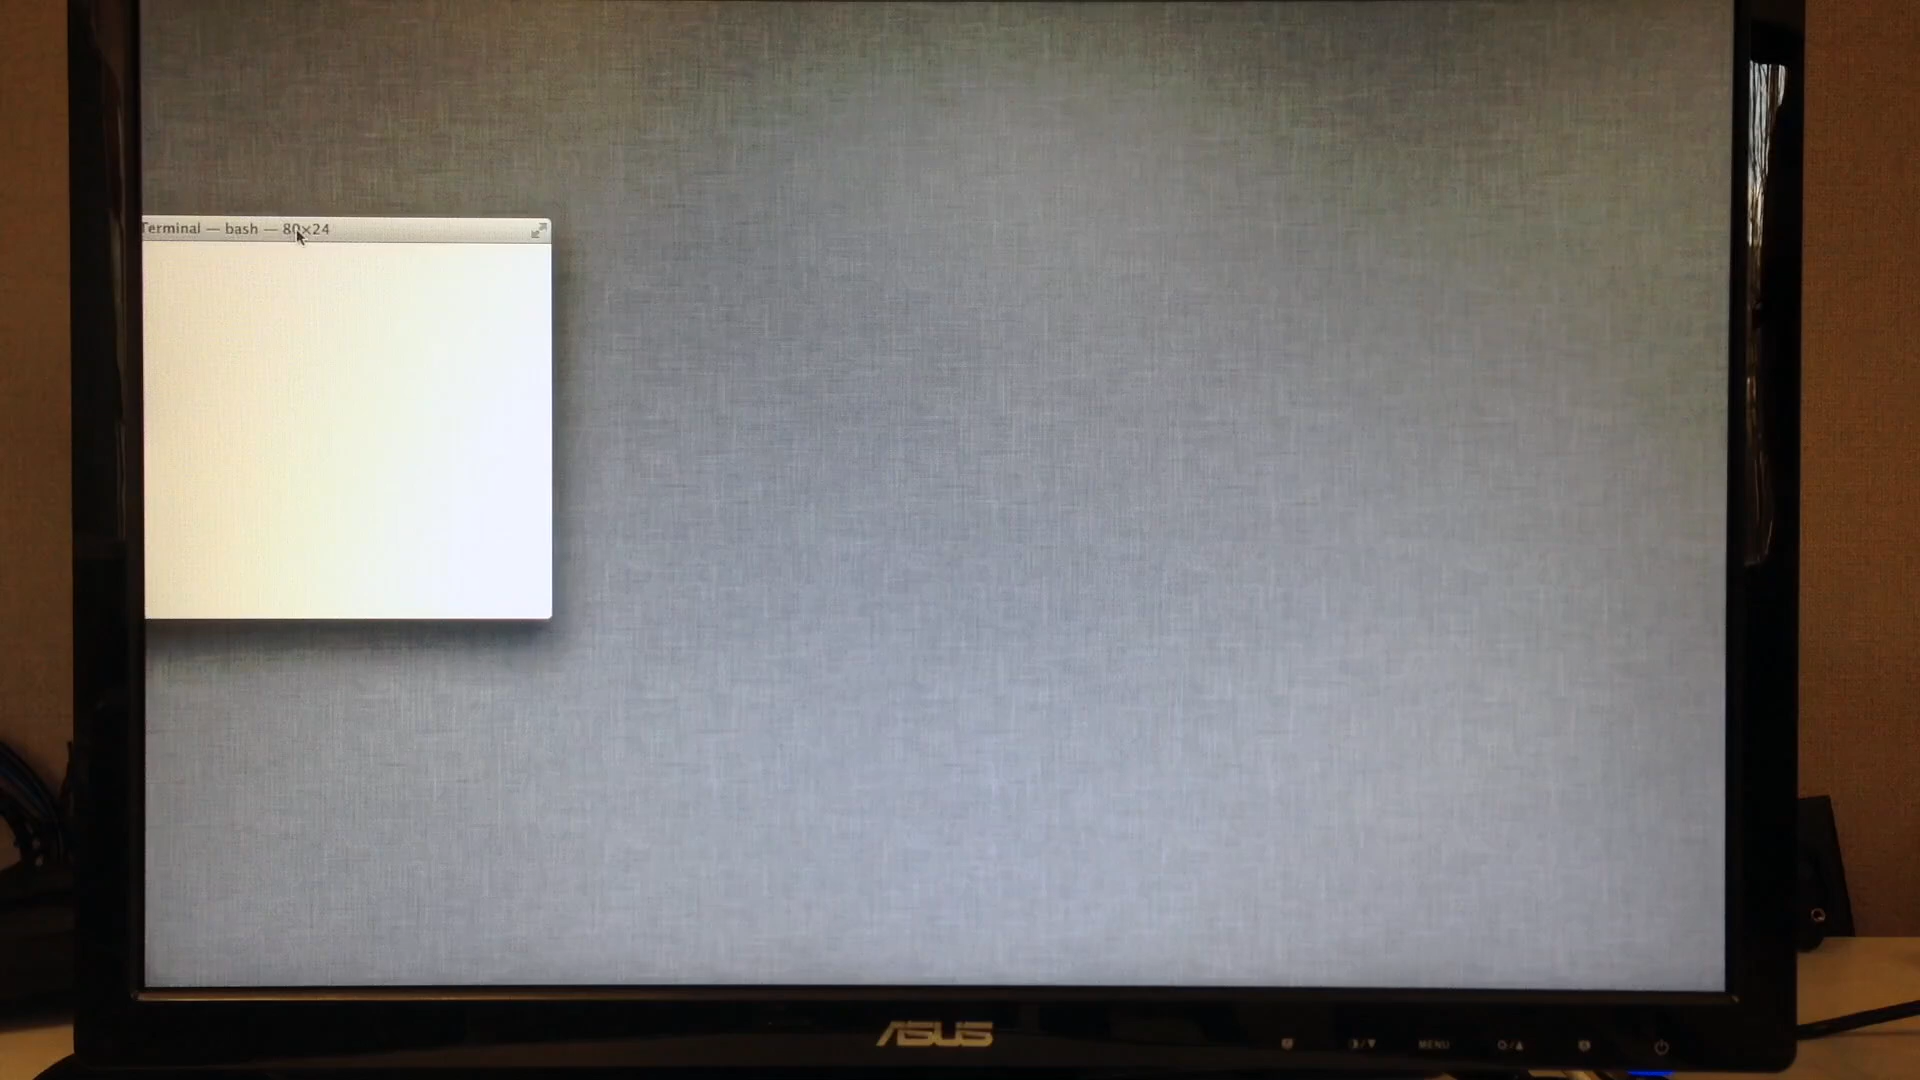 Terminal — bash — 80×24
ASUS
MENU